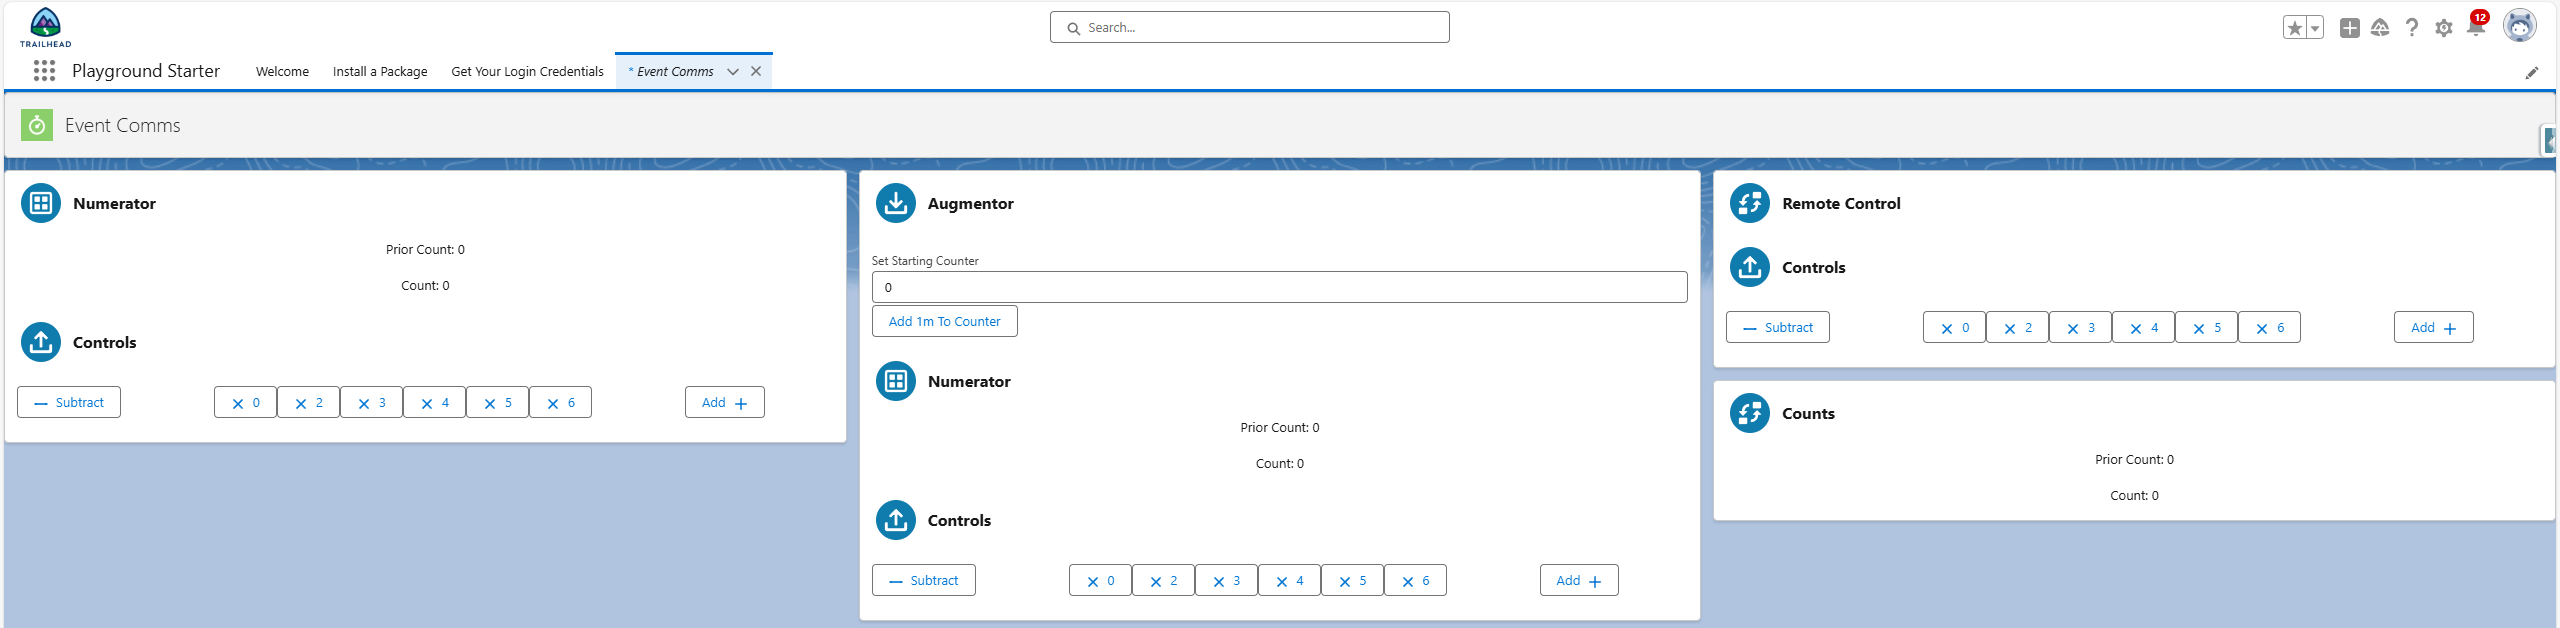 TRAILHEAD
Search...
12
Playground Starter
Welcome
Install a Package
Get Your Login Credentials
* Event Comms
Event Comms
Numerator
Prior Count: 0
Count: 0
Controls
Subtract
0
2
3
4
5
6
Add
Augmentor
Set Starting Counter
0
Add 1m To Counter
Numerator
Prior Count: 0
Count: 0
Controls
Subtract
0
2
3
4
5
6
Add
Remote Control
Controls
Subtract
0
2
3
4
5
6
Add
Counts
Prior Count: 0
Count: 0